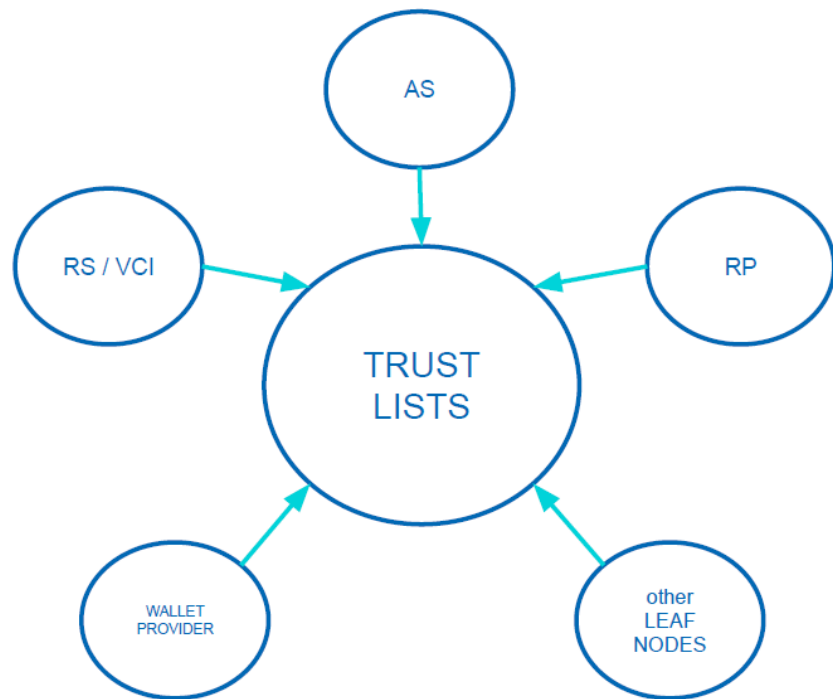 AS
RS / VCI
RP
TRUST
LISTS
WALLET
PROVIDER
other
LEAF
NODES